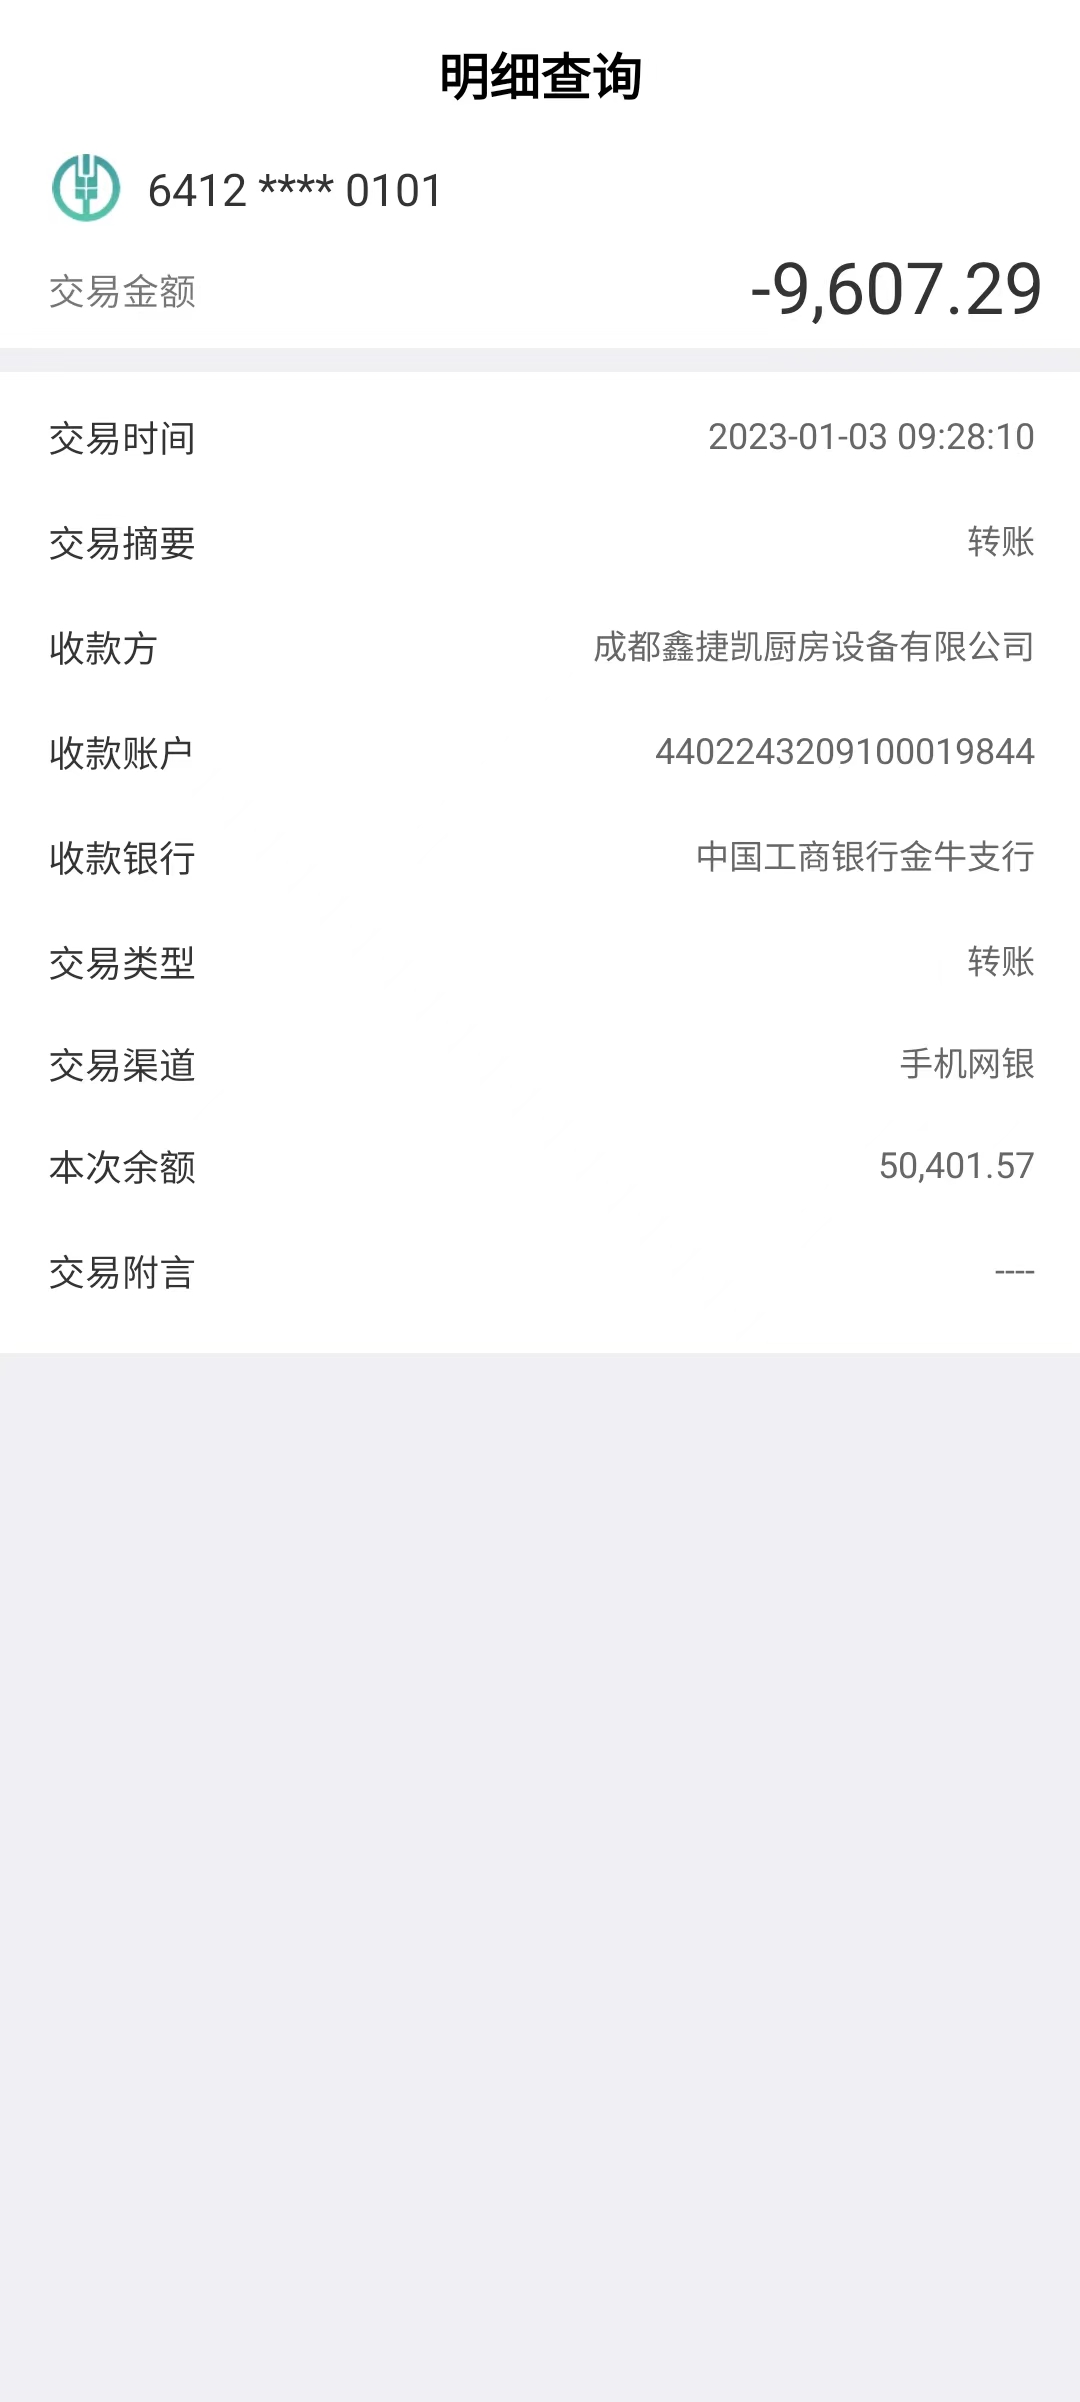 明细查询
6412 **** 0101
交易金额 -9,607.29
交易时间 2023-01-03 09:28:10
交易摘要 转账
收款方 成都鑫捷凯厨房设备有限公司
收款账户 4402243209100019844
收款银行 中国工商银行金牛支行
交易类型 转账
交易渠道 手机网银
本次余额 50,401.57
交易附言 ----